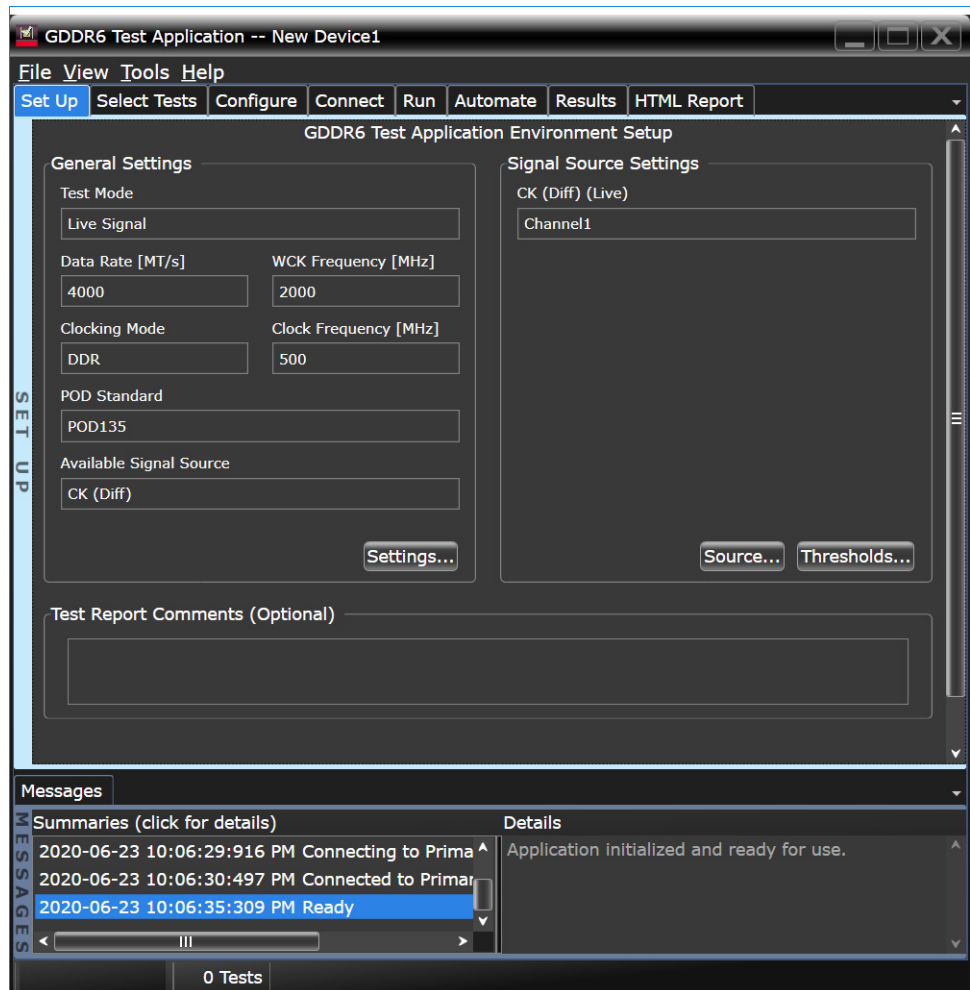 GDDR6 Test Application -- New Device1
File View Tools Help
Set Up Select Tests Configure Connect Run Automate Results HTML Report
GDDR6 Test Application Environment Setup
General Settings
Test Mode
Live Signal
Data Rate [MT/s] WCK Frequency [MHz]
4000 2000
Clocking Mode Clock Frequency [MHz]
DDR 500
POD Standard
POD135
Available Signal Source
CK (Diff)
Settings...
Signal Source Settings
CK (Diff) (Live)
Channel1
Source... Thresholds...
Test Report Comments (Optional)
SET UP
Messages
MESSAGES
Summaries (click for details)
2020-06-23 10:06:29:916 PM Connecting to Prima
2020-06-23 10:06:30:497 PM Connected to Primar
2020-06-23 10:06:35:309 PM Ready
Details
Application initialized and ready for use.
0 Tests